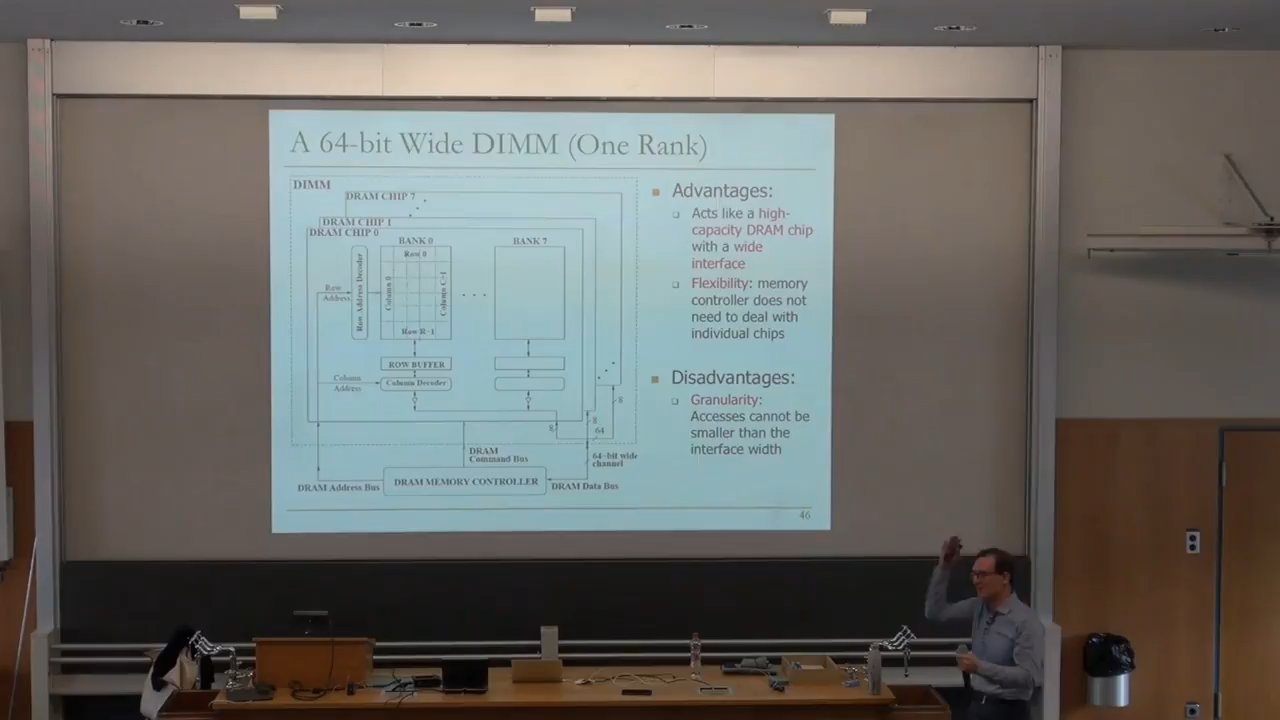 A 64-bit Wide DIMM (One Rank)
DIMM
DRAM CHIP 7
DRAM CHIP 1
DRAM CHIP 0
BANK 0
BANK 7
Row 0
Row Address Decoder
Column 0
Column C-1
Row
Address
Row R-1
ROW BUFFER
Column
Address
Column Decoder
8
8
8
64
DRAM
Command Bus
64-bit wide
channel
DRAM Address Bus
DRAM MEMORY CONTROLLER
DRAM Data Bus
Advantages:
Acts like a high-
capacity DRAM chip
with a wide
interface
Flexibility: memory
controller does not
need to deal with
individual chips
Disadvantages:
Granularity:
Accesses cannot be
smaller than the
interface width
46